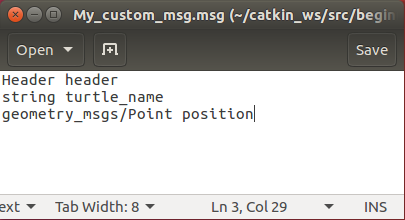 My_custom_msg.msg (~/catkin_ws/src/begin
Open
Save
Header header
string turtle_name
geometry_msgs/Point position
ext
Tab Width: 8
Ln 3, Col 29
INS